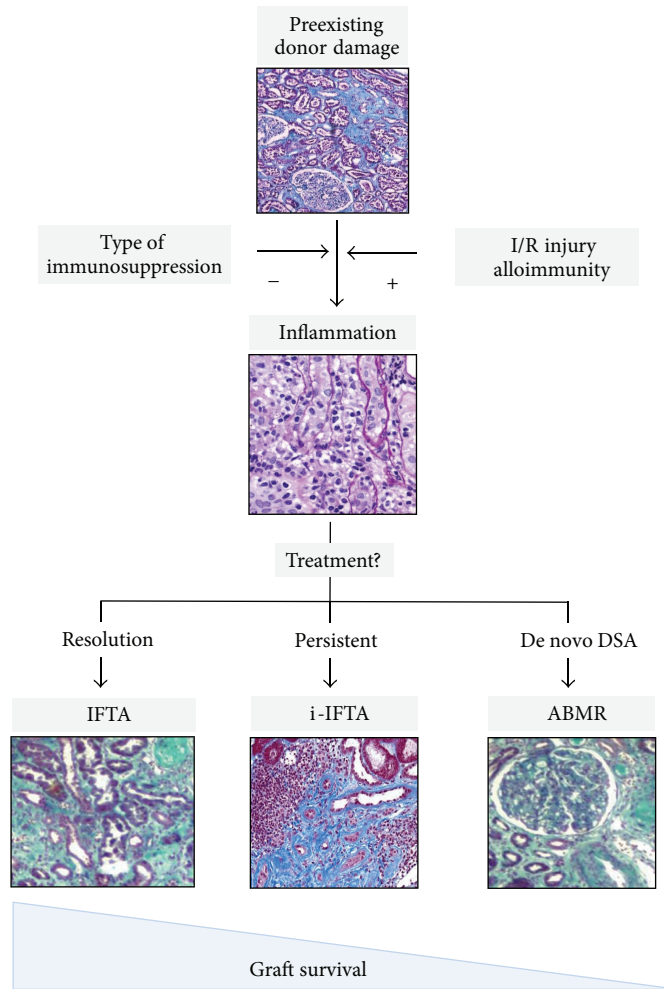 Preexisting
donor damage
Type of
immunosuppression
I/R injury
alloimmunity
− +
Inflammation
Treatment?
Resolution Persistent De novo DSA
IFTA i-IFTA ABMR
Graft survival